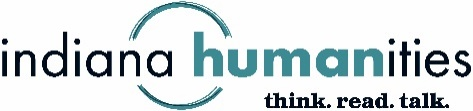 indiana humanities
think. read. talk.